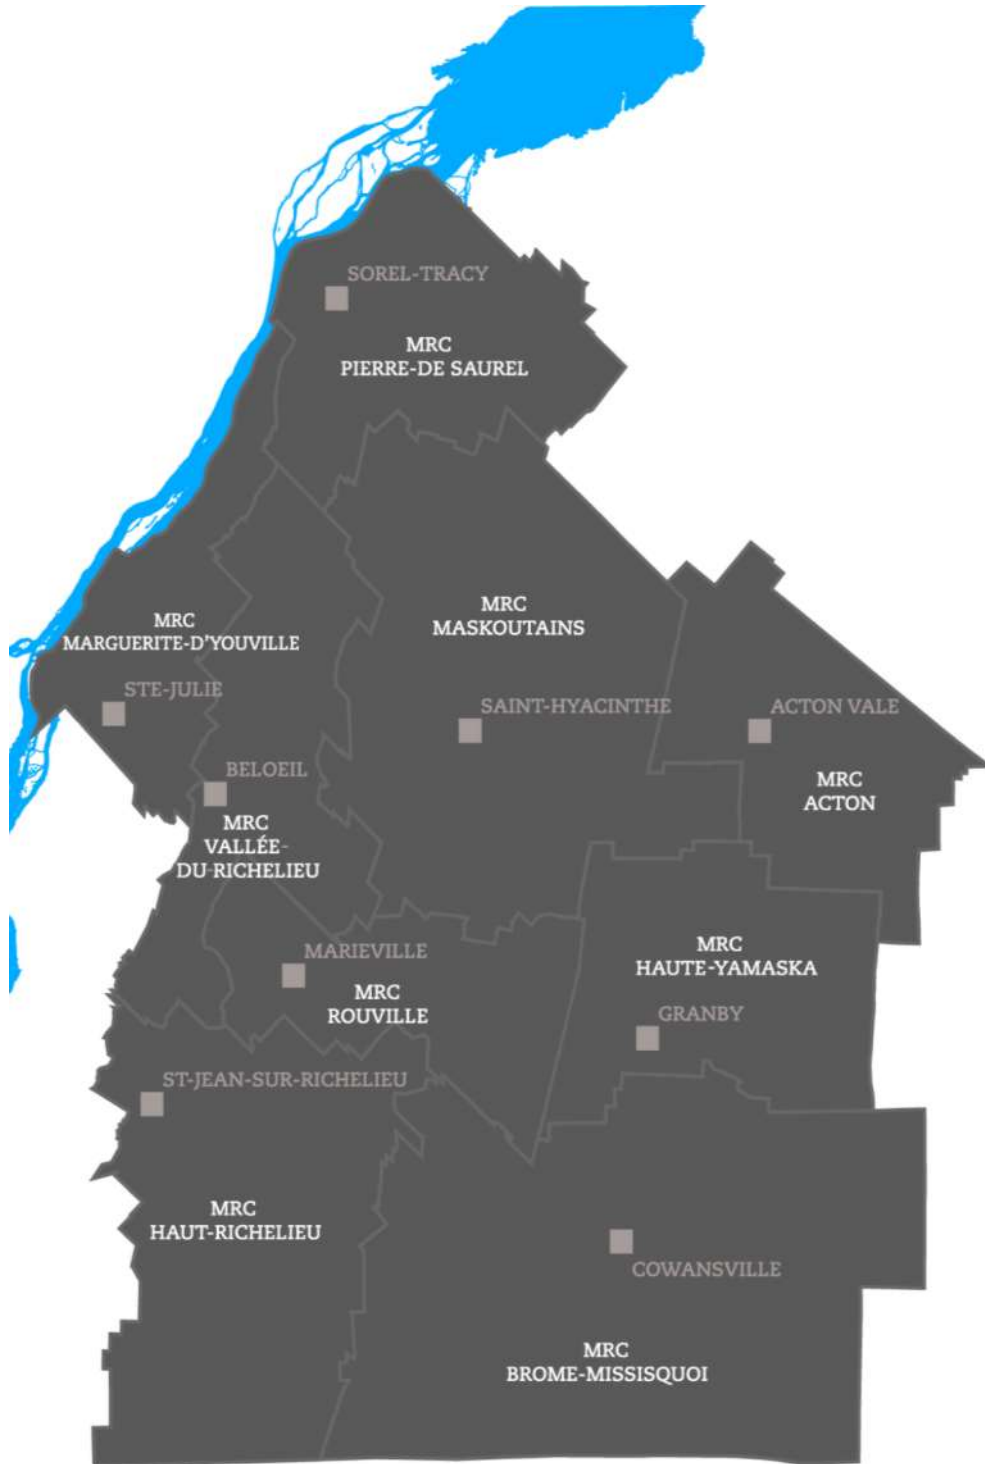 SOREL-TRACY
MRC
PIERRE-DE SAUREL
MRC
MASKOUTAINS
MRC
MARGUERITE-D'YOUVILLE
STE-JULIE
SAINT-HYACINTHE
ACTON VALE
BELOEIL
MRC
ACTON
MRC
VALLÉE-
DU RICHELIEU
MARIEVILLE
MRC
ROUVILLE
MRC
HAUTE-YAMASKA
GRANBY
ST-JEAN-SUR-RICHELIEU
MRC
HAUT-RICHELIEU
COWANSVILLE
MRC
BROME-MISSISQUOI